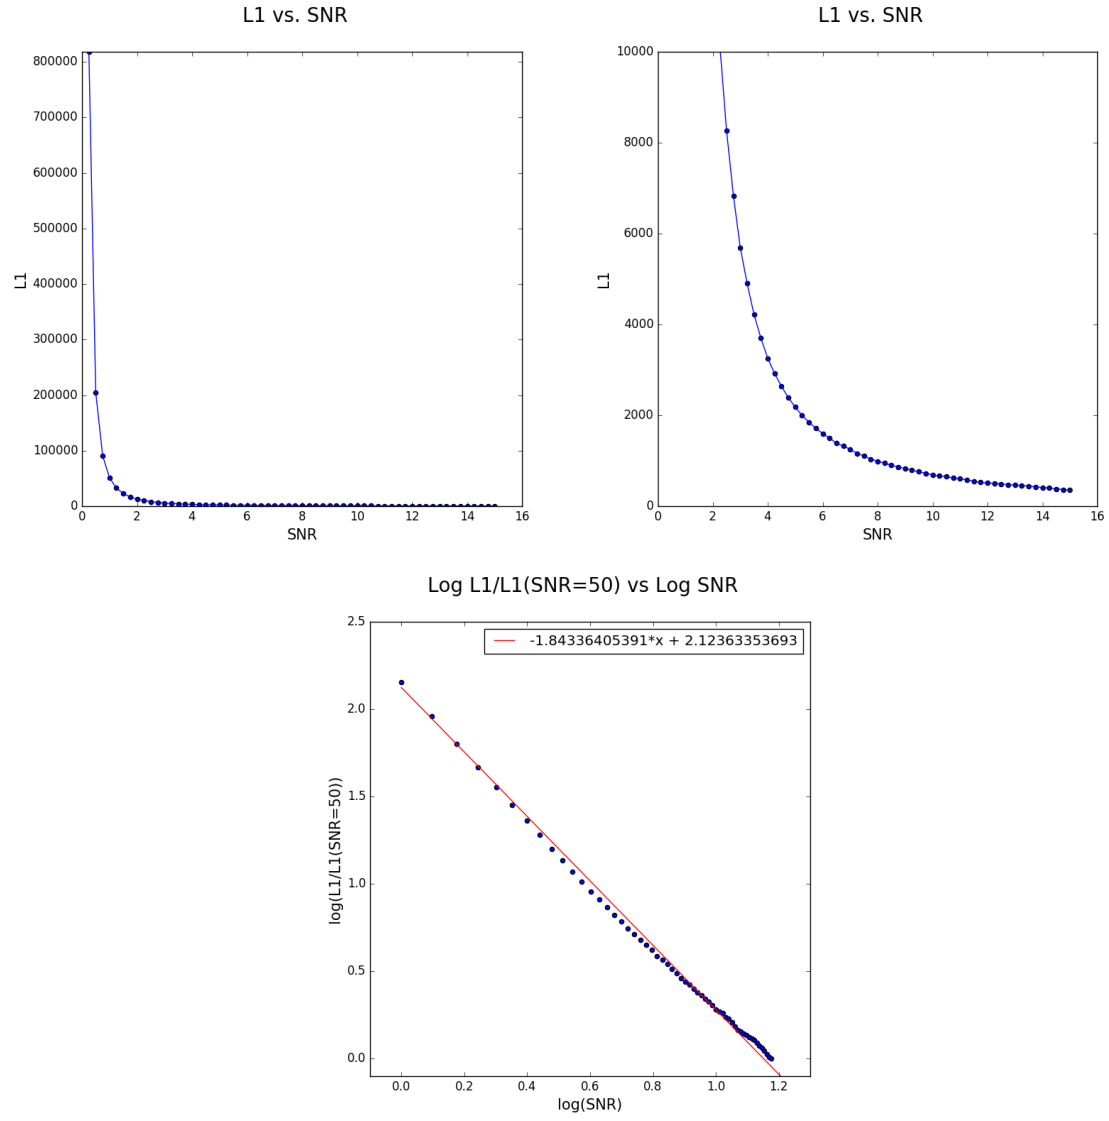 L1 vs. SNR
800000
700000
600000
500000
400000
300000
200000
100000
0
L1
0 2 4 6 8 10 12 14 16
SNR
L1 vs. SNR
10000
8000
6000
4000
2000
0
L1
0 2 4 6 8 10 12 14 16
SNR
Log L1/L1(SNR=50) vs Log SNR
-1.84336405391*x + 2.12363353693
2.5
2.0
1.5
1.0
0.5
0.0
log(L1/L1(SNR=50))
0.0 0.2 0.4 0.6 0.8 1.0 1.2
log(SNR)